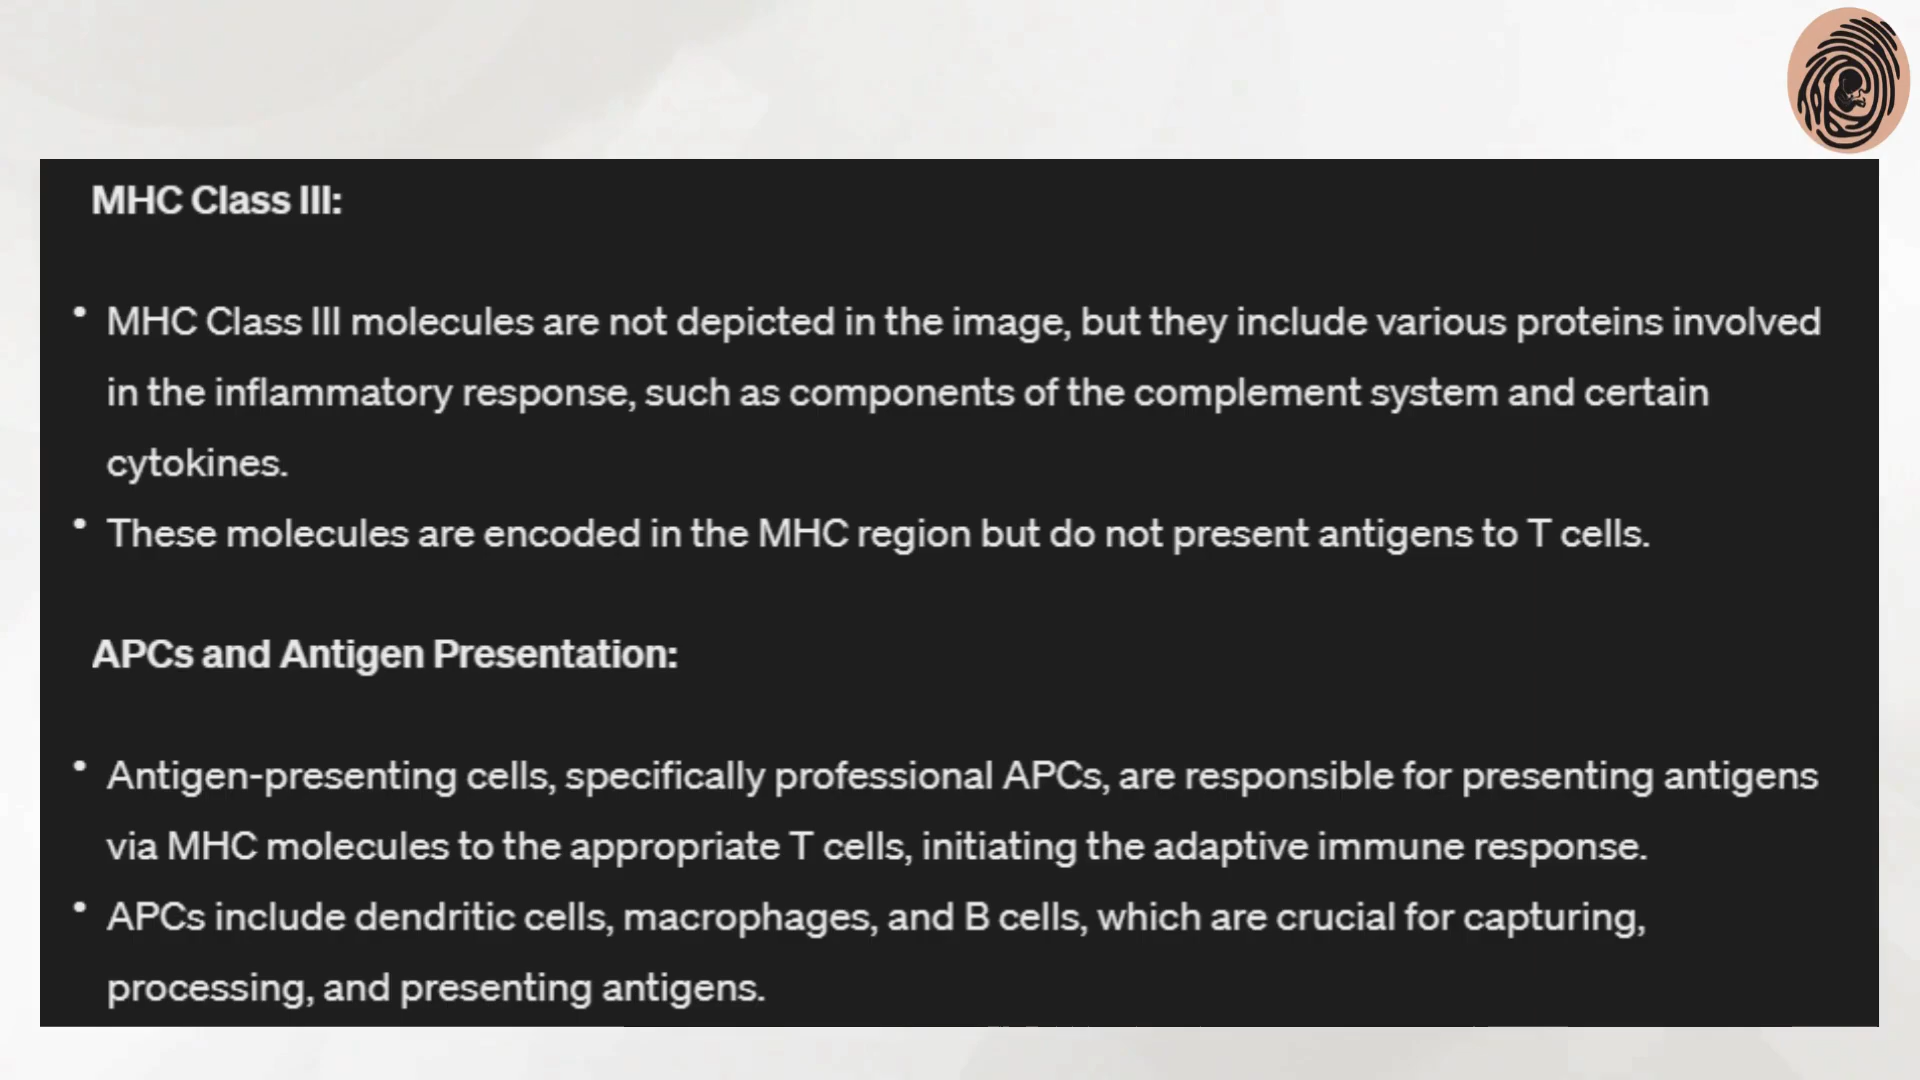 MHC Class III:
• MHC Class III molecules are not depicted in the image, but they include various proteins involved
in the inflammatory response, such as components of the complement system and certain
cytokines.
• These molecules are encoded in the MHC region but do not present antigens to T cells.
APCs and Antigen Presentation:
• Antigen-presenting cells, specifically professional APCs, are responsible for presenting antigens
via MHC molecules to the appropriate T cells, initiating the adaptive immune response.
• APCs include dendritic cells, macrophages, and B cells, which are crucial for capturing,
processing, and presenting antigens.